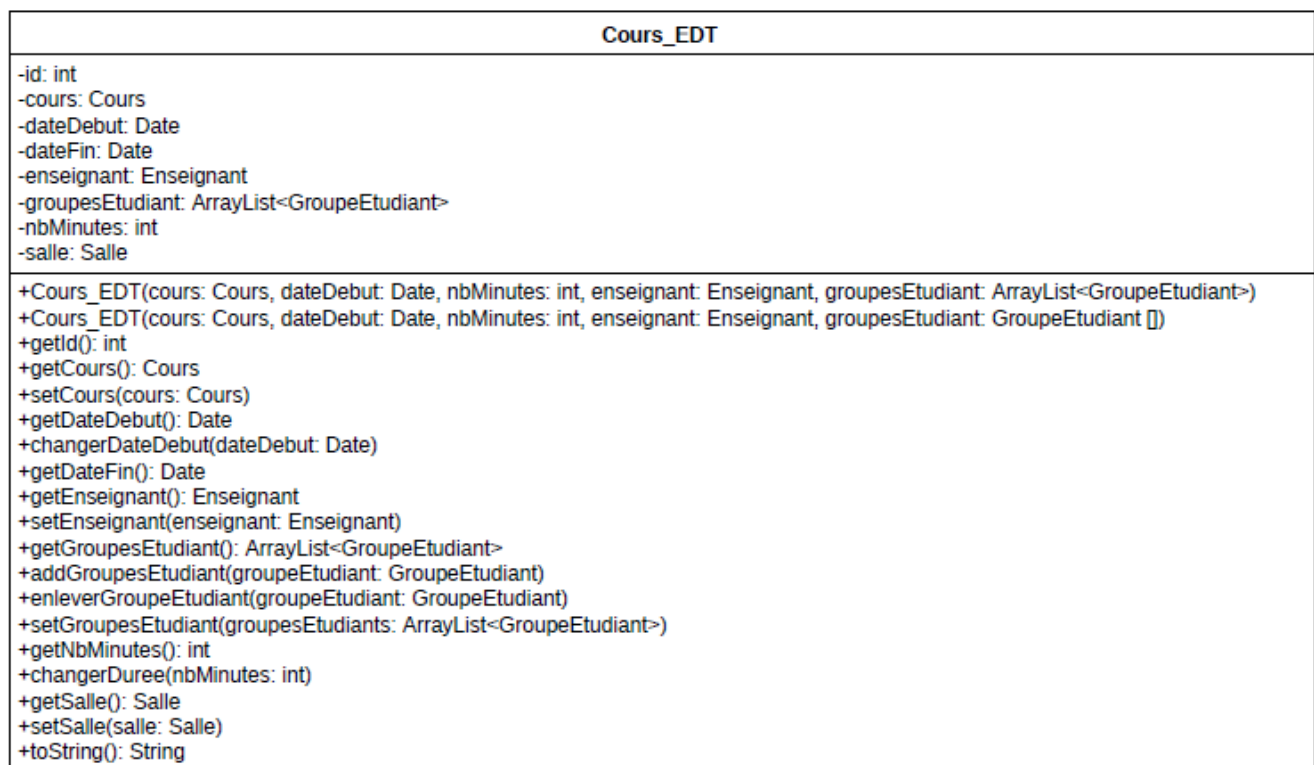 Cours_EDT
-id: int
-cours: Cours
-dateDebut: Date
-dateFin: Date
-enseignant: Enseignant
-groupesEtudiant: ArrayList<GroupeEtudiant>
-nbMinutes: int
-salle: Salle
+Cours_EDT(cours: Cours, dateDebut: Date, nbMinutes: int, enseignant: Enseignant, groupesEtudiant: ArrayList<GroupeEtudiant>)
+Cours_EDT(cours: Cours, dateDebut: Date, nbMinutes: int, enseignant: Enseignant, groupesEtudiant: GroupeEtudiant [])
+getId(): int
+getCours(): Cours
+setCours(cours: Cours)
+getDateDebut(): Date
+changerDateDebut(dateDebut: Date)
+getDateFin(): Date
+getEnseignant(): Enseignant
+setEnseignant(enseignant: Enseignant)
+getGroupesEtudiant(): ArrayList<GroupeEtudiant>
+addGroupesEtudiant(groupeEtudiant: GroupeEtudiant)
+enleverGroupeEtudiant(groupeEtudiant: GroupeEtudiant)
+setGroupesEtudiant(groupesEtudiants: ArrayList<GroupeEtudiant>)
+getNbMinutes(): int
+changerDuree(nbMinutes: int)
+getSalle(): Salle
+setSalle(salle: Salle)
+toString(): String